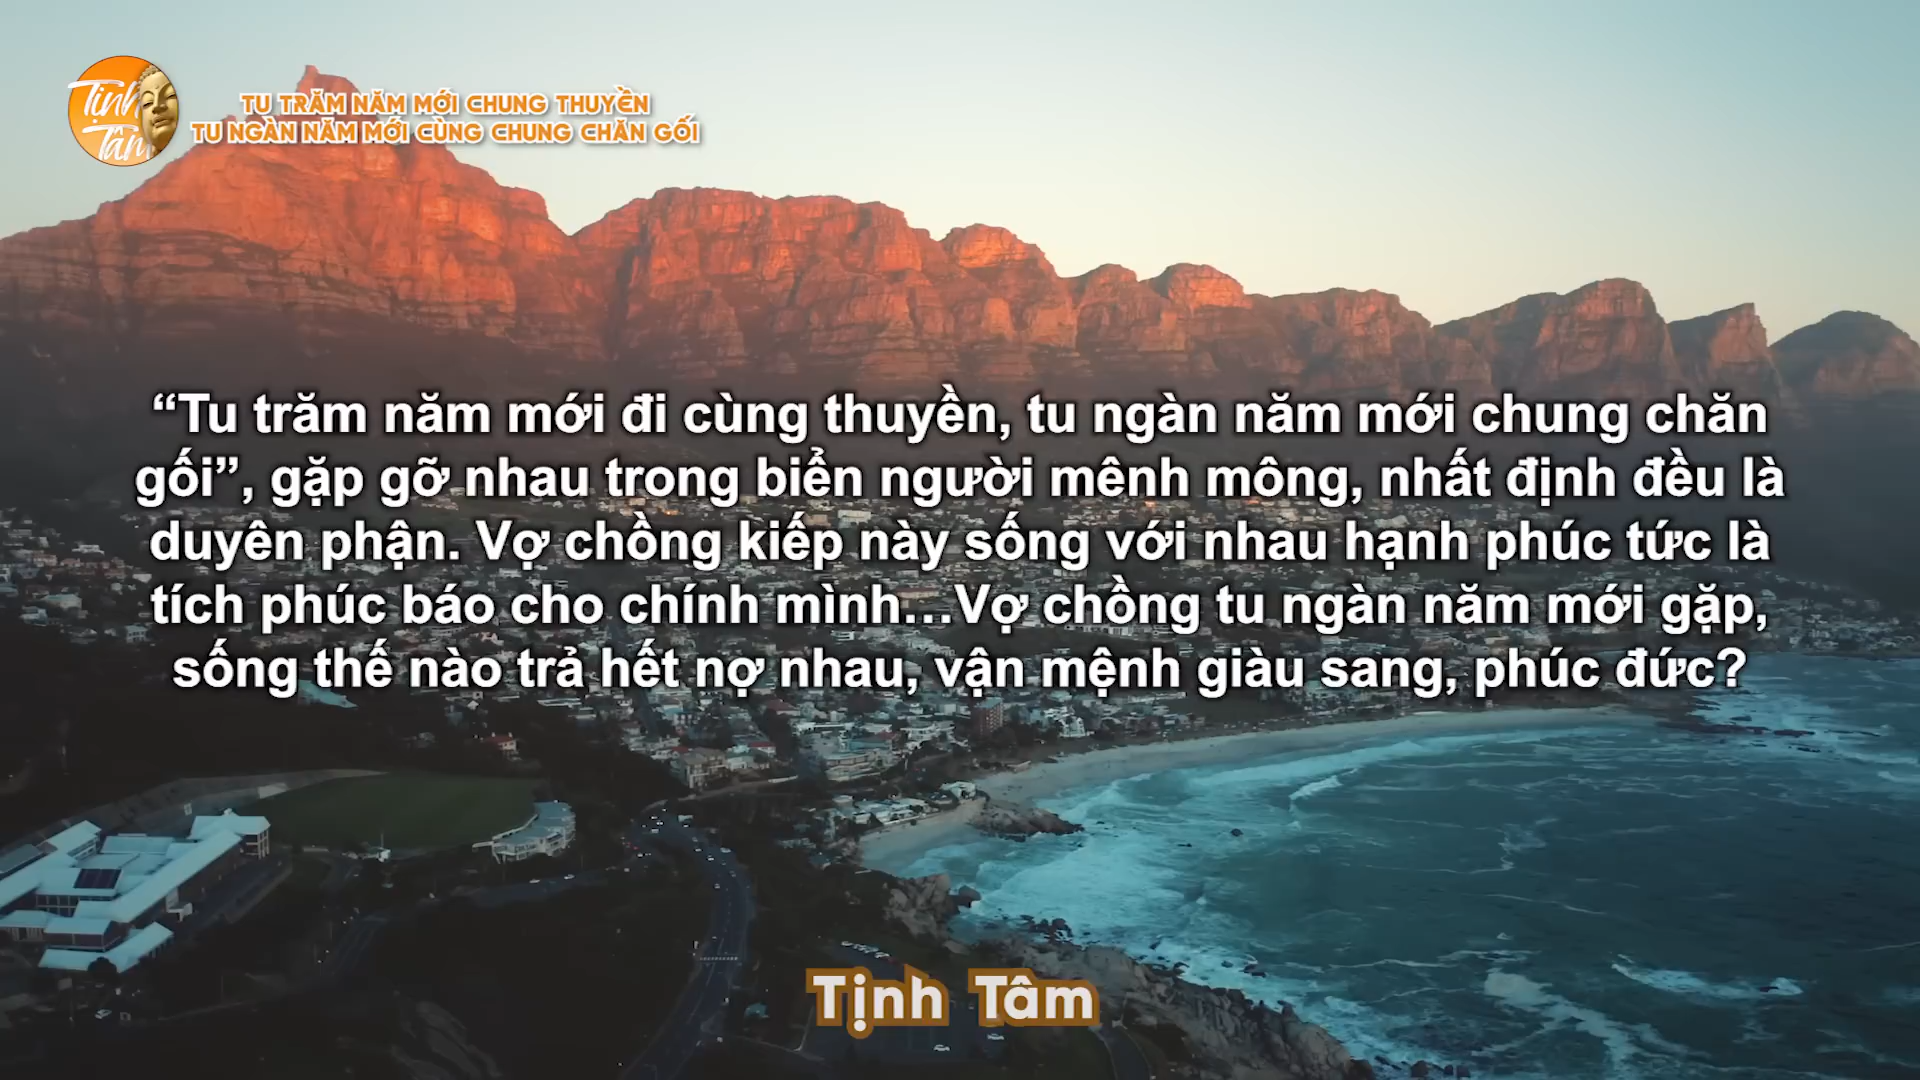 Tịnh
Tâm
TU TRĂM NĂM MỚI CHUNG THUYỀN
TU NGÀN NĂM MỚI CÙNG CHUNG CHĂN GỐI
“Tu trăm năm mới đi cùng thuyền, tu ngàn năm mới chung chăn
gối”, gặp gỡ nhau trong biển người mênh mông, nhất định đều là
duyên phận. Vợ chồng kiếp này sống với nhau hạnh phúc tức là
tích phúc báo cho chính mình...Vợ chồng tu ngàn năm mới gặp,
sống thế nào trả hết nợ nhau, vận mệnh giàu sang, phúc đức?
Tịnh Tâm